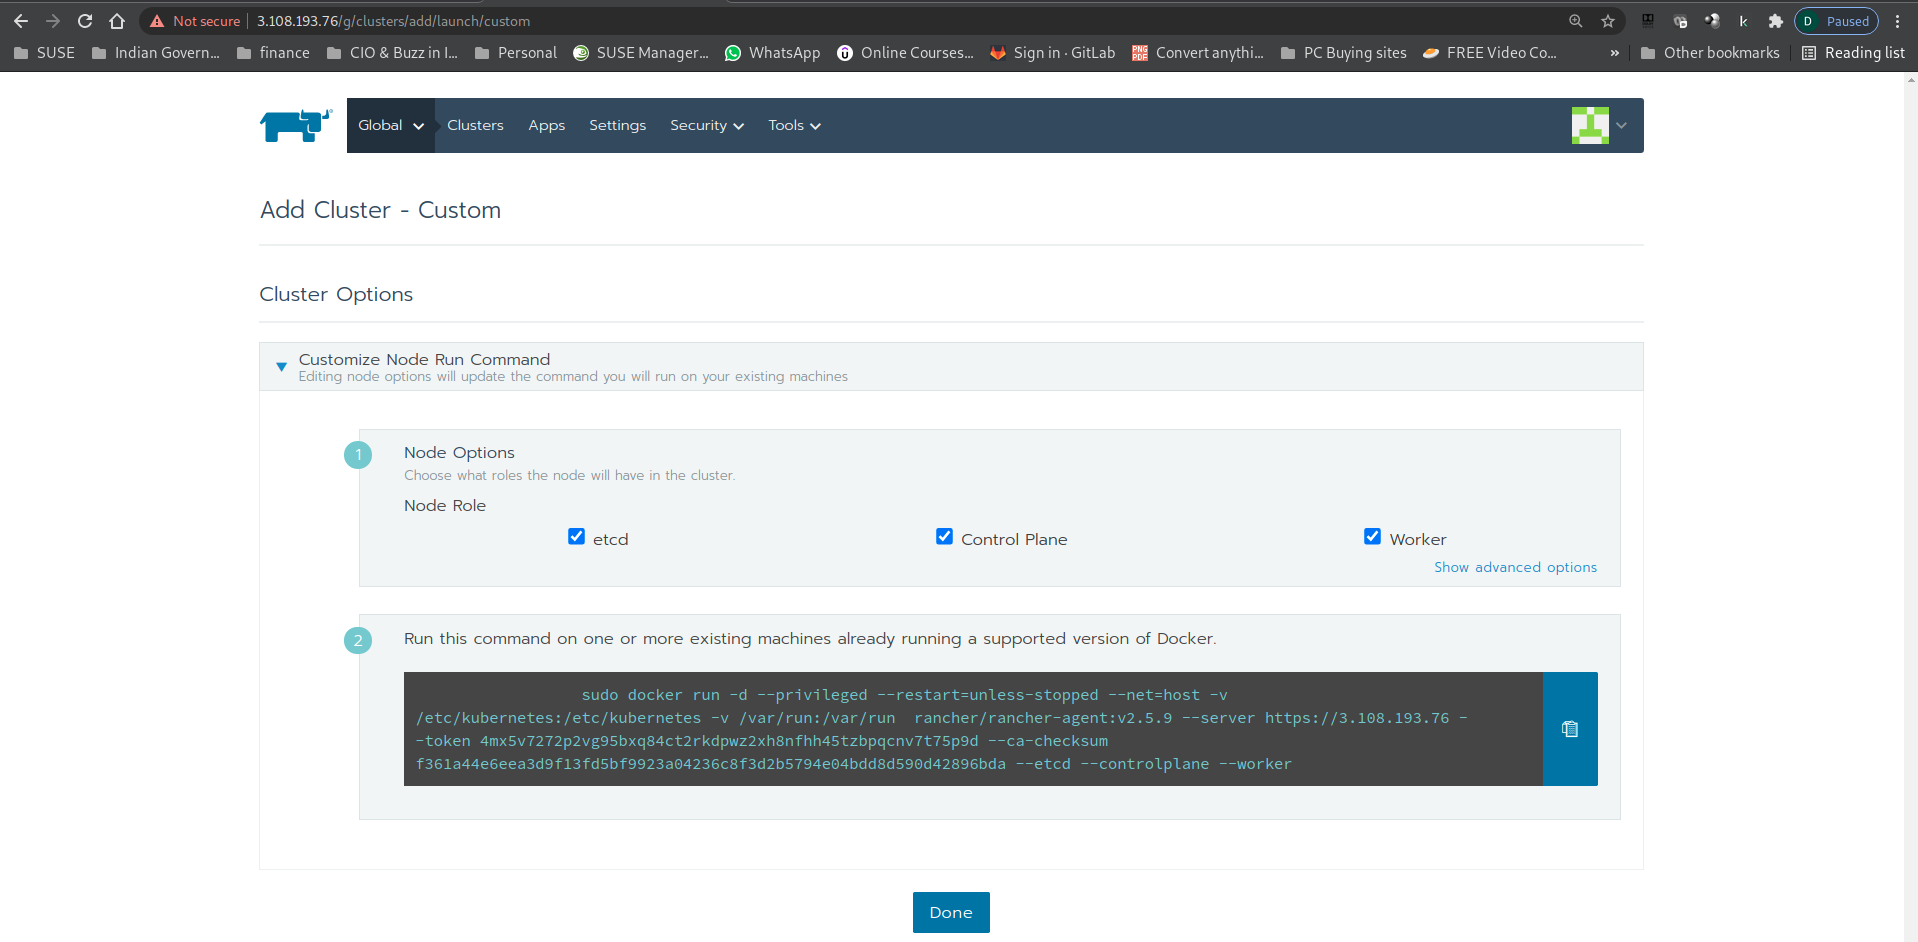 Not secure 3.108.193.76/g/clusters/add/launch/custom
D Paused
SUSE Indian Govern... finance CIO & Buzz in I... Personal SUSE Manager... WhatsApp Online Courses... Sign in · GitLab Convert anythi... PC Buying sites FREE Video Co... » Other bookmarks Reading list
Global Clusters Apps Settings Security Tools
Add Cluster - Custom
Cluster Options
Customize Node Run Command
Editing node options will update the command you will run on your existing machines
1 Node Options
Choose what roles the node will have in the cluster.
Node Role
etcd Control Plane Worker
Show advanced options
2 Run this command on one or more existing machines already running a supported version of Docker.
sudo docker run -d --privileged --restart=unless-stopped --net=host -v
/etc/kubernetes:/etc/kubernetes -v /var/run:/var/run rancher/rancher-agent:v2.5.9 --server https://3.108.193.76 -
-token 4mx5v7272p2vg95bxq84ct2rkdpwz2xh8nfhh45tzbpqcnv7t75p9d --ca-checksum
f361a44e6eea3d9f13fd5bf9923a04236c8f3d2b5794e04bdd8d590d42896bda --etcd --controlplane --worker
Done